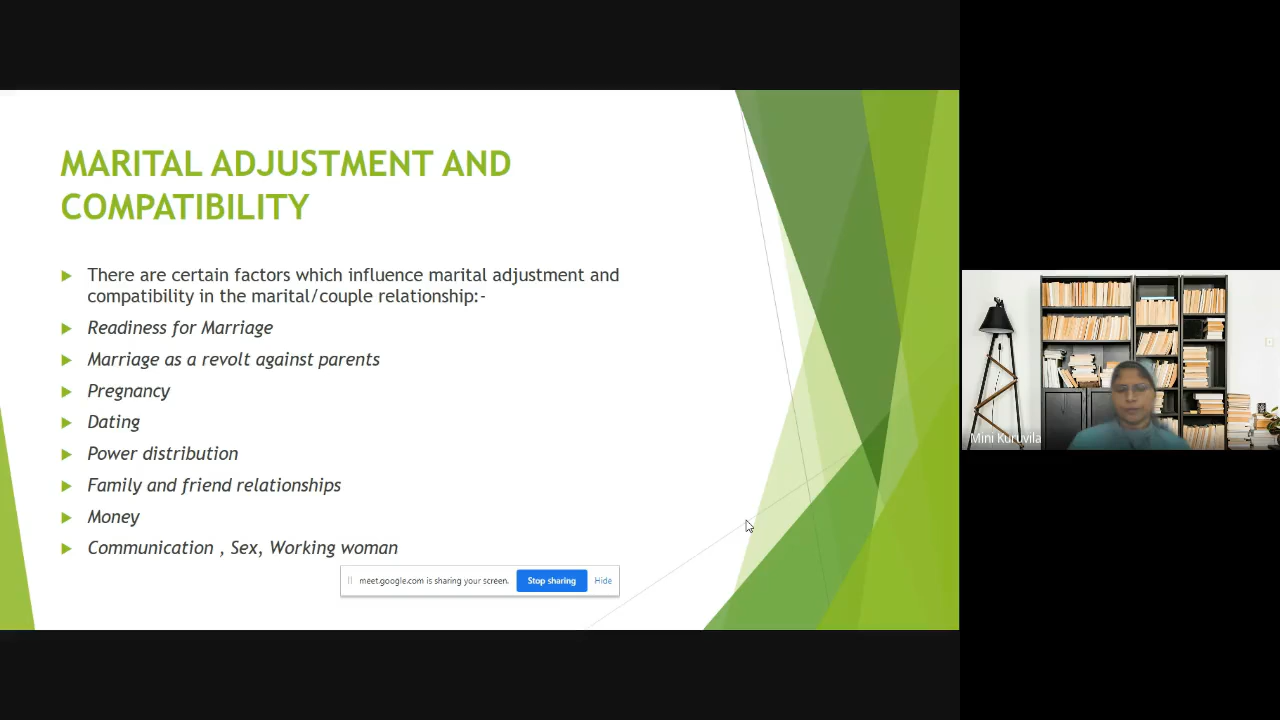 MARITAL ADJUSTMENT AND
COMPATIBILITY
There are certain factors which influence marital adjustment and
compatibility in the marital/couple relationship:-
Readiness for Marriage
Marriage as a revolt against parents
Pregnancy
Dating
Power distribution
Family and friend relationships
Money
Communication , Sex, Working woman
meet.google.com is sharing your screen. Stop sharing Hide
Mini Kuruvila